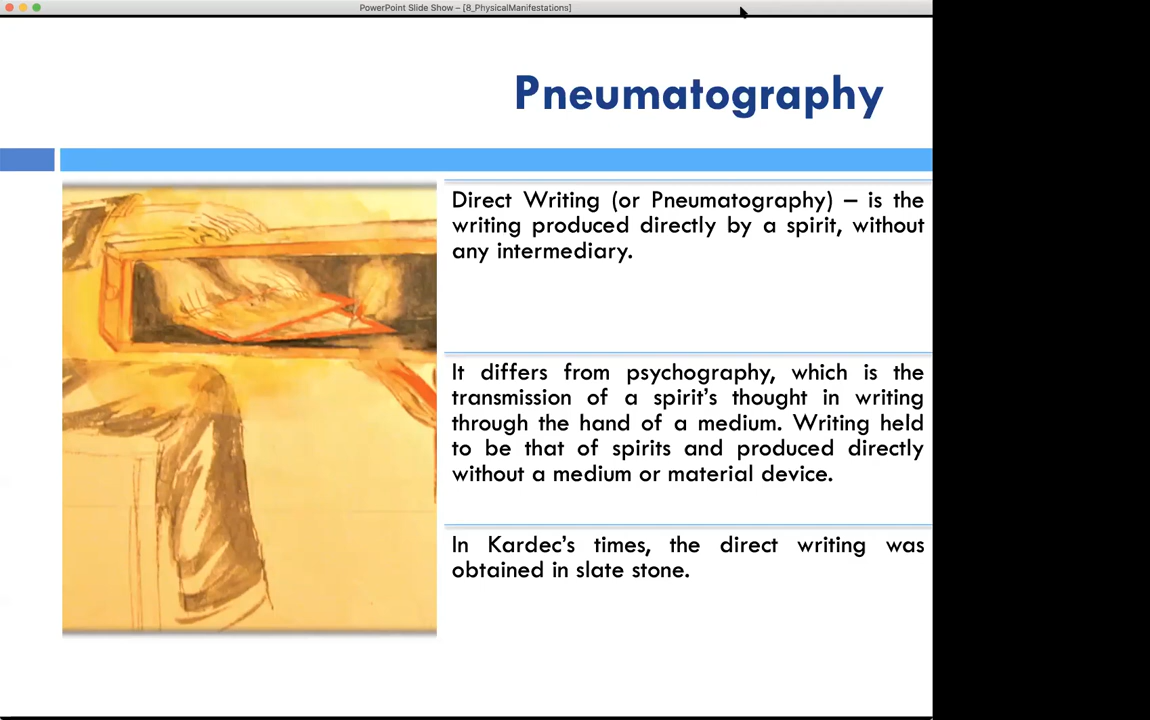 PowerPoint Slide Show – [8_PhysicalManifestations]
Pneumatography
Direct Writing (or Pneumatography) – is the
writing produced directly by a spirit, without
any intermediary.
It differs from psychography, which is the
transmission of a spirit’s thought in writing
through the hand of a medium. Writing held
to be that of spirits and produced directly
without a medium or material device.
In Kardec’s times, the direct writing was
obtained in slate stone.